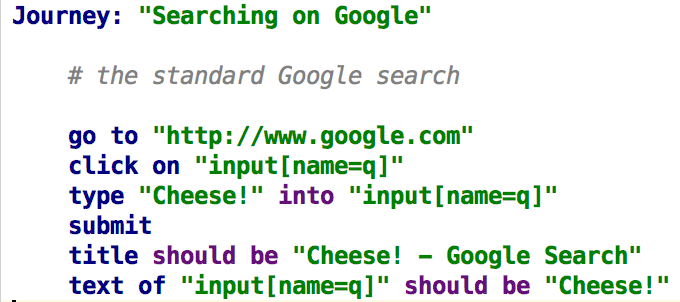 Journey: "Searching on Google"
# the standard Google search
go to "http://www.google.com"
click on "input[name=q]"
type "Cheese!" into "input[name=q]"
submit
title should be "Cheese! - Google Search"
text of "input[name=q]" should be "Cheese!"